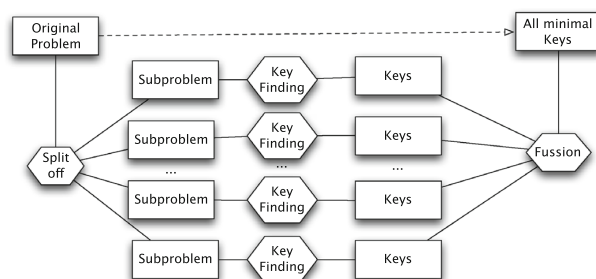 Original
Problem
All minimal
Keys
Subproblem
Key
Finding
Keys
Subproblem
Key
Finding
Keys
Split
off
...
...
...
Fussion
Subproblem
Key
Finding
Keys
Subproblem
Key
Finding
Keys